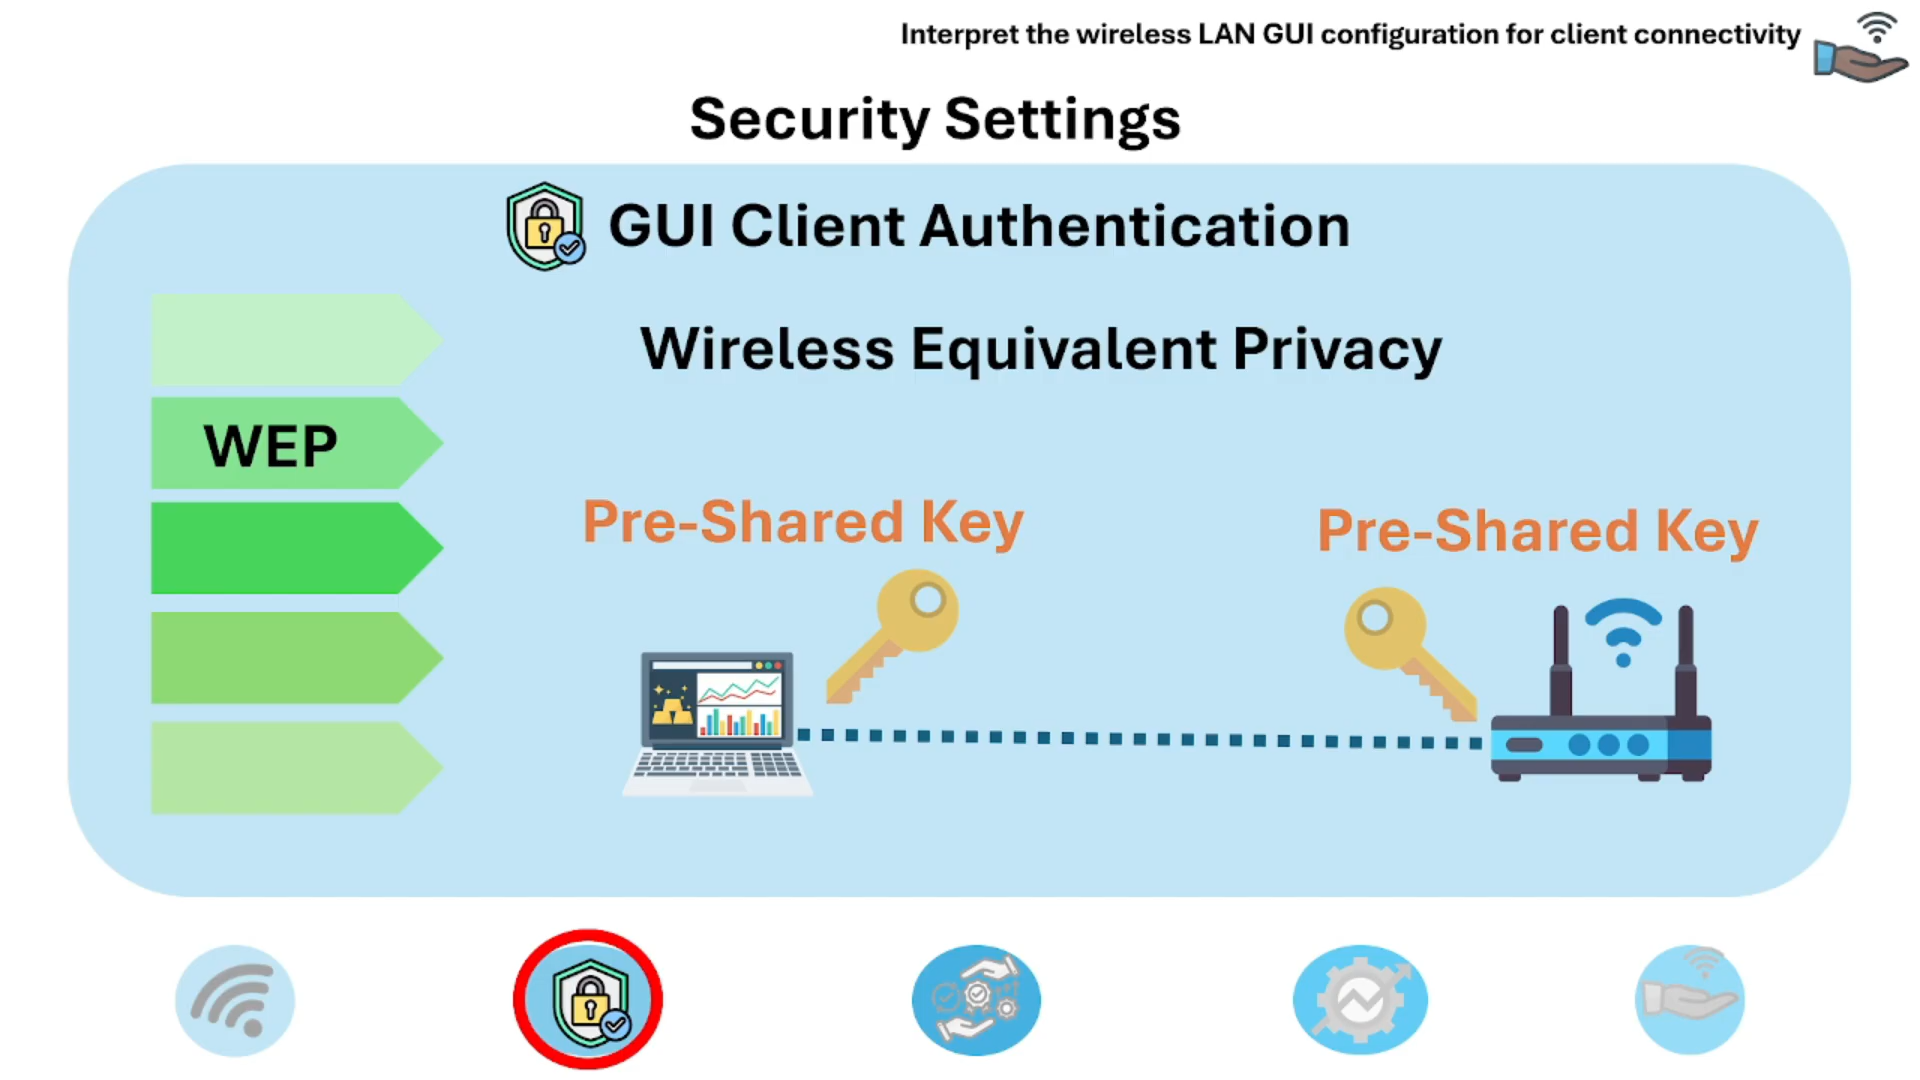 Interpret the wireless LAN GUI configuration for client connectivity
Security Settings
GUI Client Authentication
Wireless Equivalent Privacy
WEP
Pre-Shared Key
Pre-Shared Key